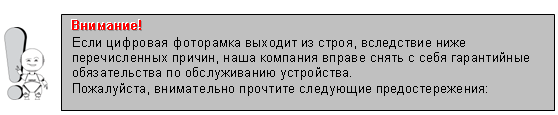 Внимание!
Если цифровая фоторамка выходит из строя, вследствие ниже
перечисленных причин, наша компания вправе снять с себя гарантийные
обязательства по обслуживанию устройства.
Пожалуйста, внимательно прочтите следующие предостережения: